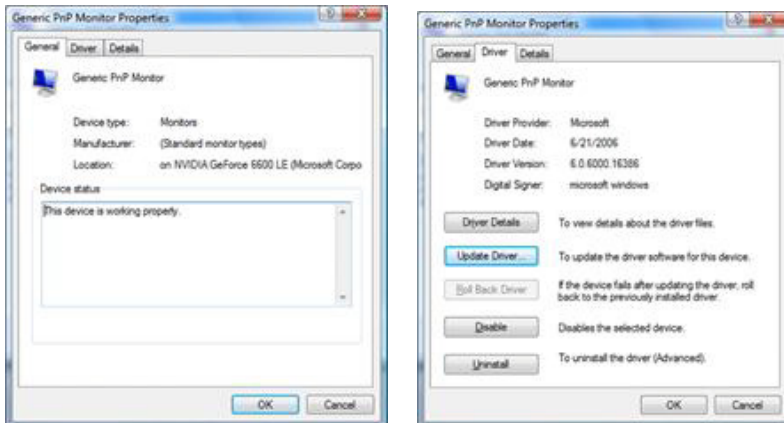 Generic PnP Monitor Properties
General Driver Details
Generic PnP Monitor
Device type: Monitors
Manufacturer: (Standard monitor types)
Location: on NVIDIA GeForce 6600 LE (Microsoft Corpo
Device status
This device is working properly.
OK Cancel
Generic PnP Monitor Properties
General Driver Details
Generic PnP Monitor
Driver Provider: Microsoft
Driver Date: 6/21/2006
Driver Version: 6.0.6000.16386
Digital Signer: microsoft windows
Driver Details To view details about the driver files.
Update Driver... To update the driver software for this device.
Roll Back Driver If the device fails after updating the driver, roll
back to the previously installed driver.
Disable Disables the selected device.
Uninstall To uninstall the driver (Advanced).
OK Cancel